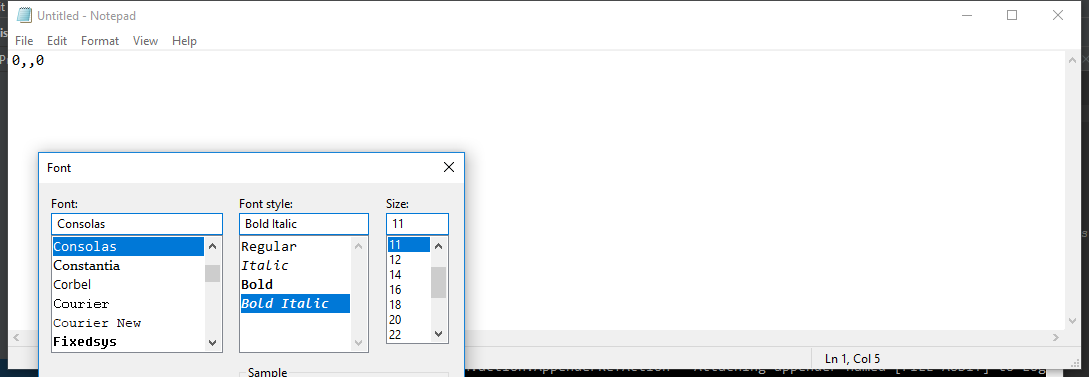 Untitled - Notepad
File Edit Format View Help
0,,0
Font
Font: Font style: Size:
Consolas Bold Italic 11
Consolas Regular 11
Constantia Italic 12
Corbel Bold 14
Courier Bold Italic 16
Courier New 18
Fixedsys 20
22
Sample
Ln 1, Col 5